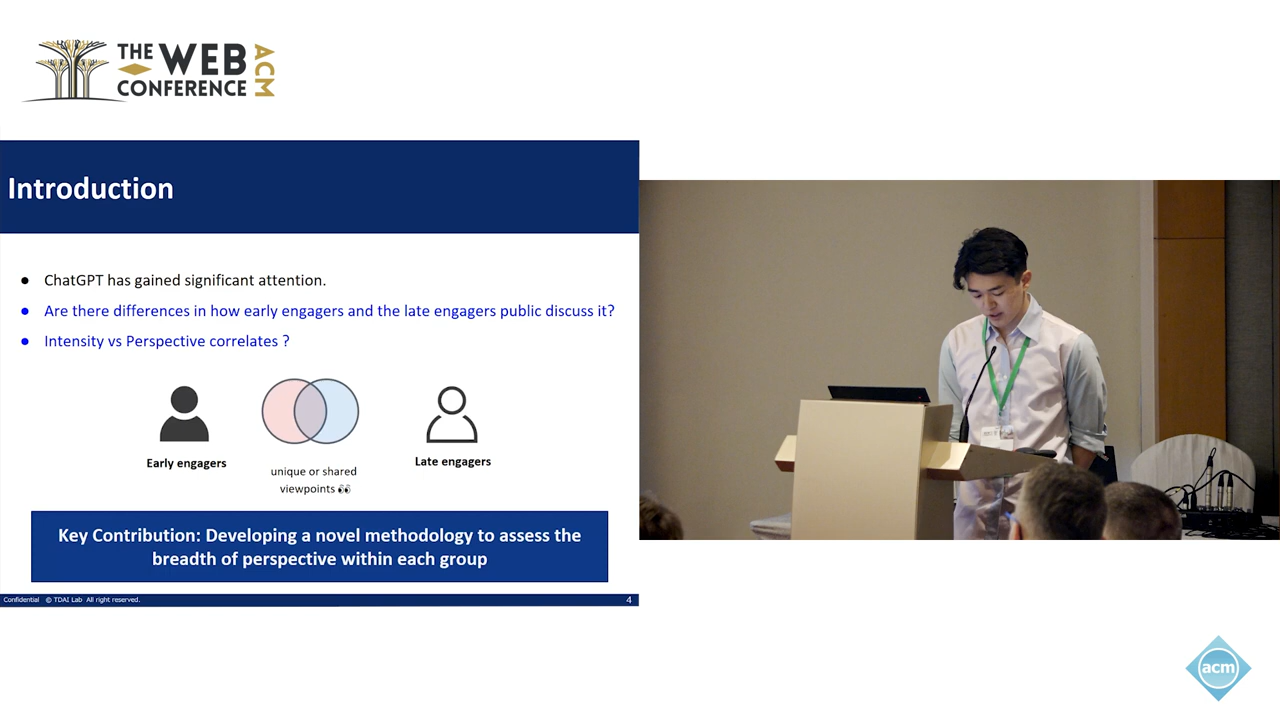 THE WEB
CONFERENCE
ACM
Introduction
● ChatGPT has gained significant attention.
● Are there differences in how early engagers and the late engagers public discuss it?
● Intensity vs Perspective correlates ?
Early engagers
unique or shared
viewpoints 👀
Late engagers
Key Contribution: Developing a novel methodology to assess the
breadth of perspective within each group
Confidential © TDAI Lab All right reserved.
4
acm